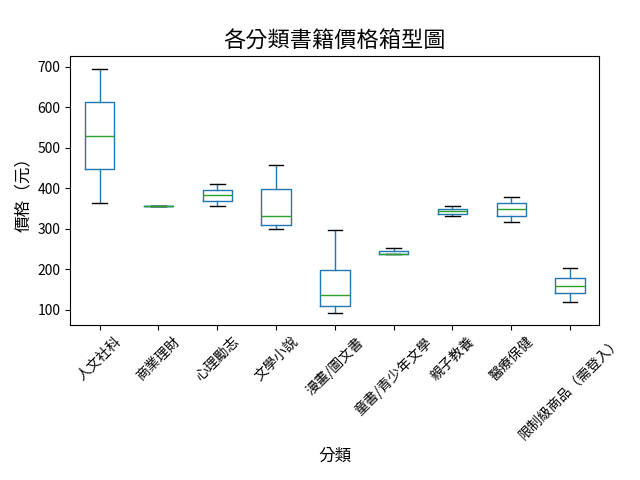 各分類書籍價格箱型圖
價格（元）
700
600
500
400
300
200
100
人文社科
商業理財
心理勵志
文學小說
漫畫/圖文書
童書/青少年文學
親子教養
醫療保健
限制級商品（需登入）
分類